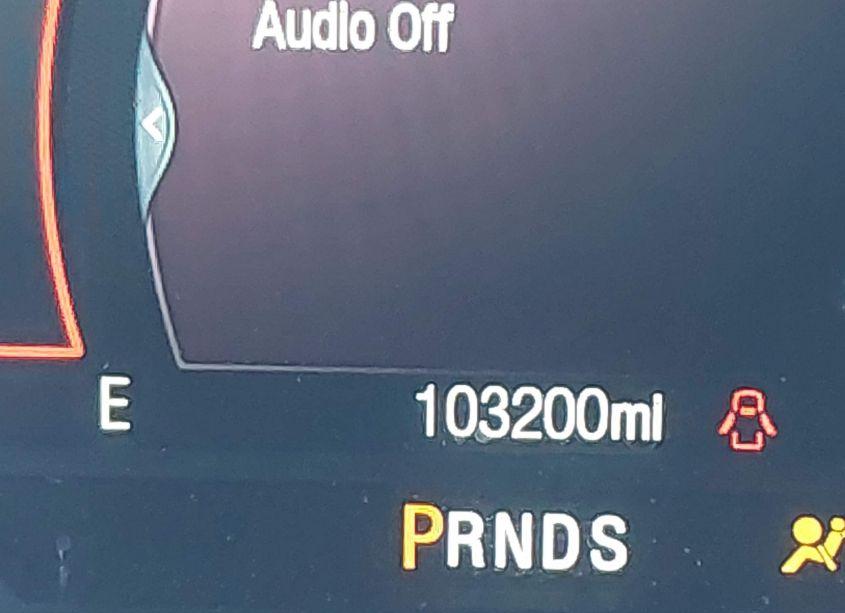 Audio Off
E
103200mi
PRNDS